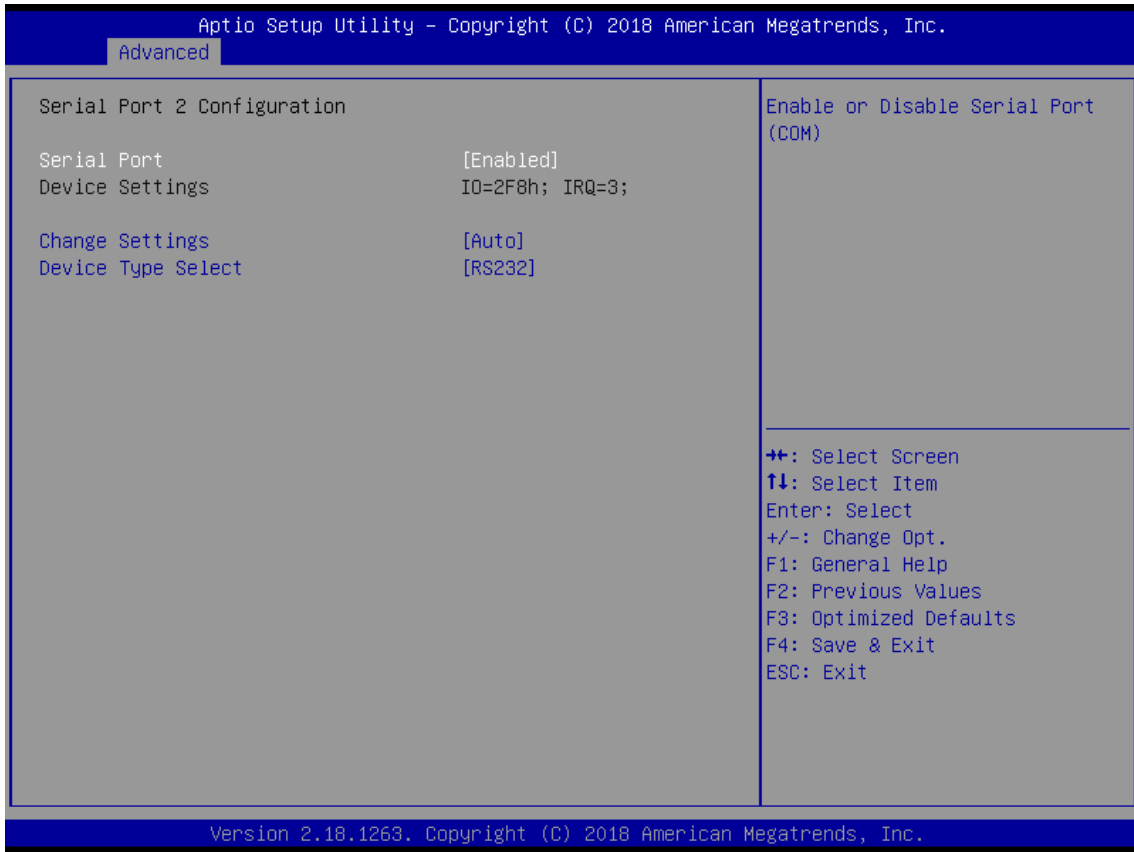 Aptio Setup Utility – Copyright (C) 2018 American Megatrends, Inc.
Advanced
Serial Port 2 Configuration
Serial Port [Enabled]
Device Settings IO=2F8h; IRQ=3;
Change Settings [Auto]
Device Type Select [RS232]
Enable or Disable Serial Port
(COM)
→←: Select Screen
↑↓: Select Item
Enter: Select
+/-: Change Opt.
F1: General Help
F2: Previous Values
F3: Optimized Defaults
F4: Save & Exit
ESC: Exit
Version 2.18.1263. Copyright (C) 2018 American Megatrends, Inc.